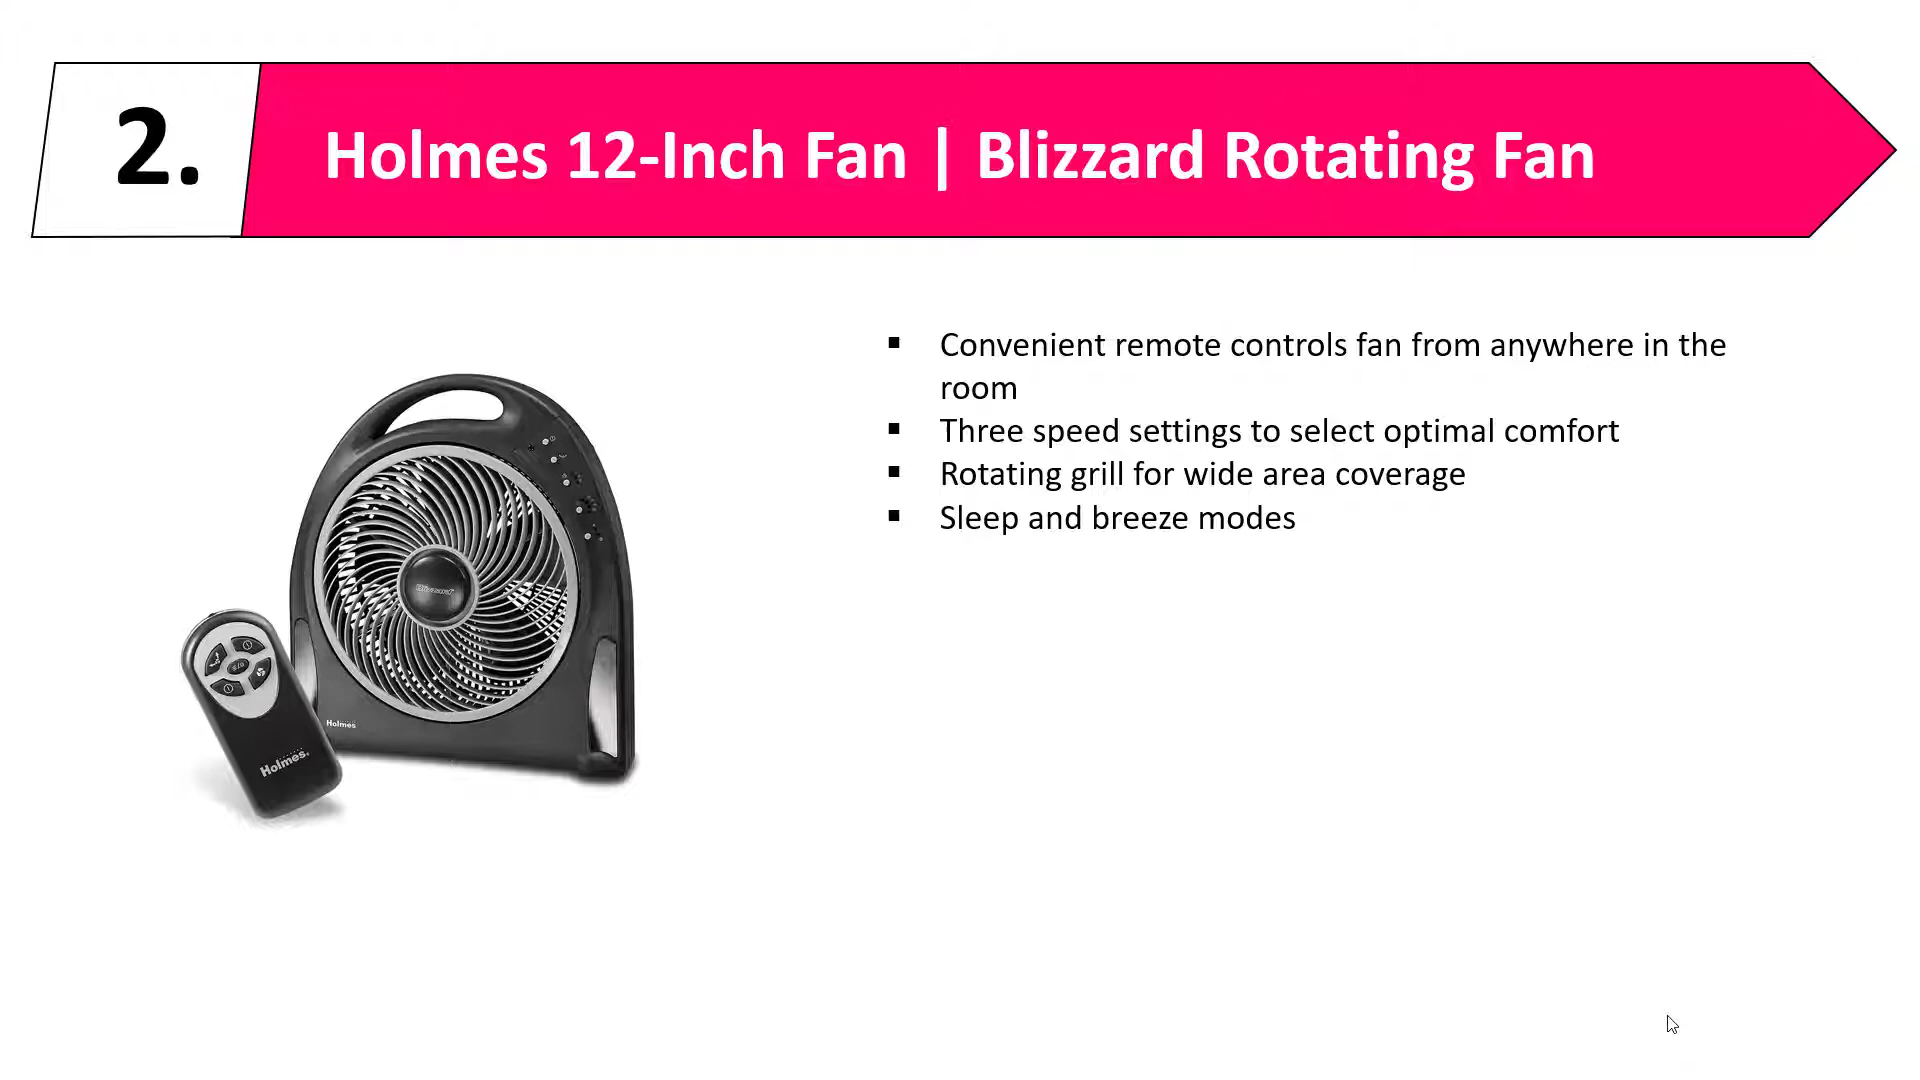 2.
Holmes 12-Inch Fan | Blizzard Rotating Fan
▪ Convenient remote controls fan from anywhere in the
room
▪ Three speed settings to select optimal comfort
▪ Rotating grill for wide area coverage
▪ Sleep and breeze modes
Blizzard
Holmes
Holmes.